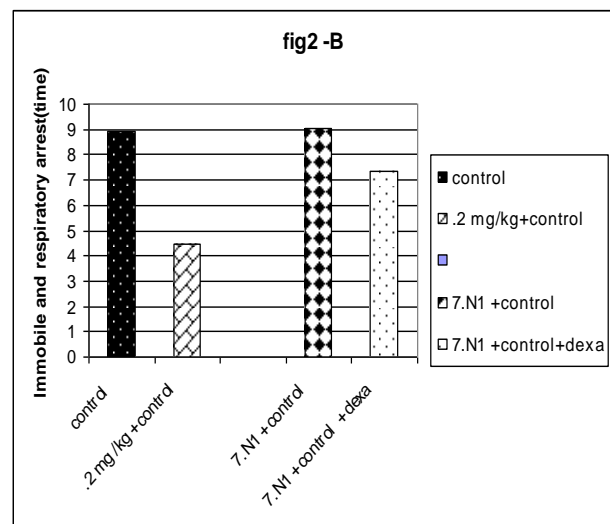 fig2 -B
Immobile and respiratory arrest(time)
10
9
8
7
6
5
4
3
2
1
0
control
.2 mg/kg+control
7.N1 +control
7.N1 +control +dexa
control
.2 mg/kg+control
7.N1 +control
7.N1 +control+dexa